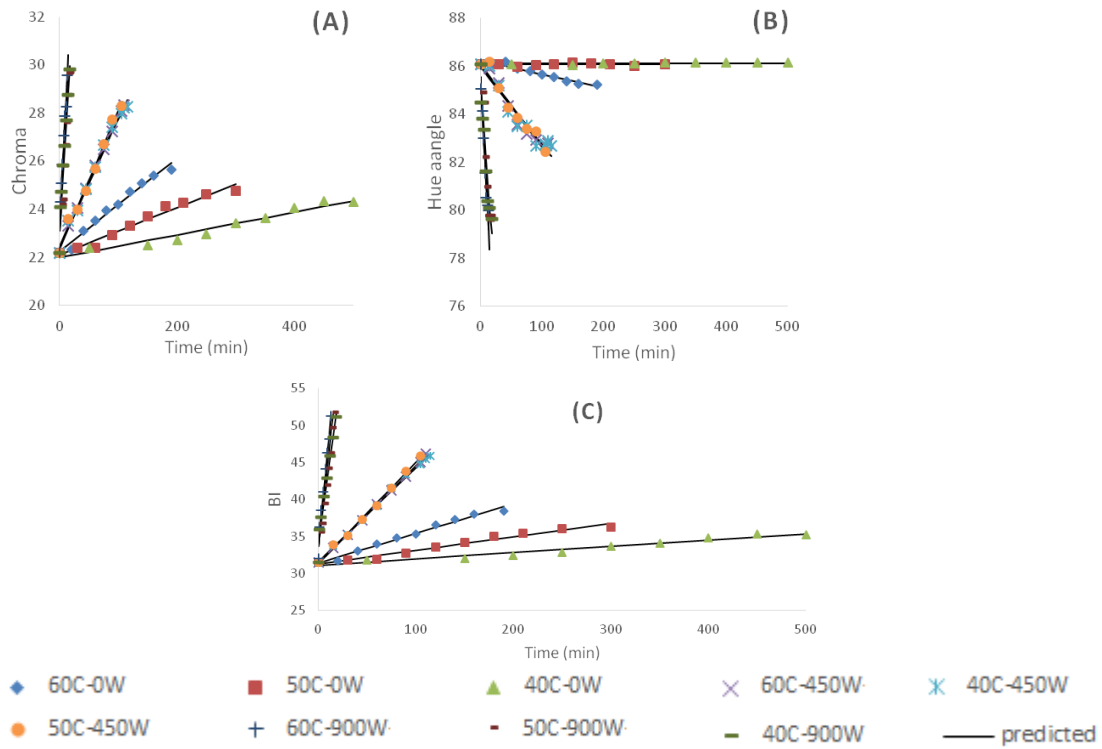 (A)
Chroma
32
30
28
26
24
22
20
0 200 400
Time (min)
(B)
Hue aangle
88
86
84
82
80
78
76
0 100 200 300 400 500
Time (min)
(C)
BI
55
50
45
40
35
30
25
0 100 200 300 400 500
Time (min)
60C-0W 50C-0W 40C-0W 60C-450W 40C-450W
50C-450W 60C-900W 50C-900W 40C-900W predicted